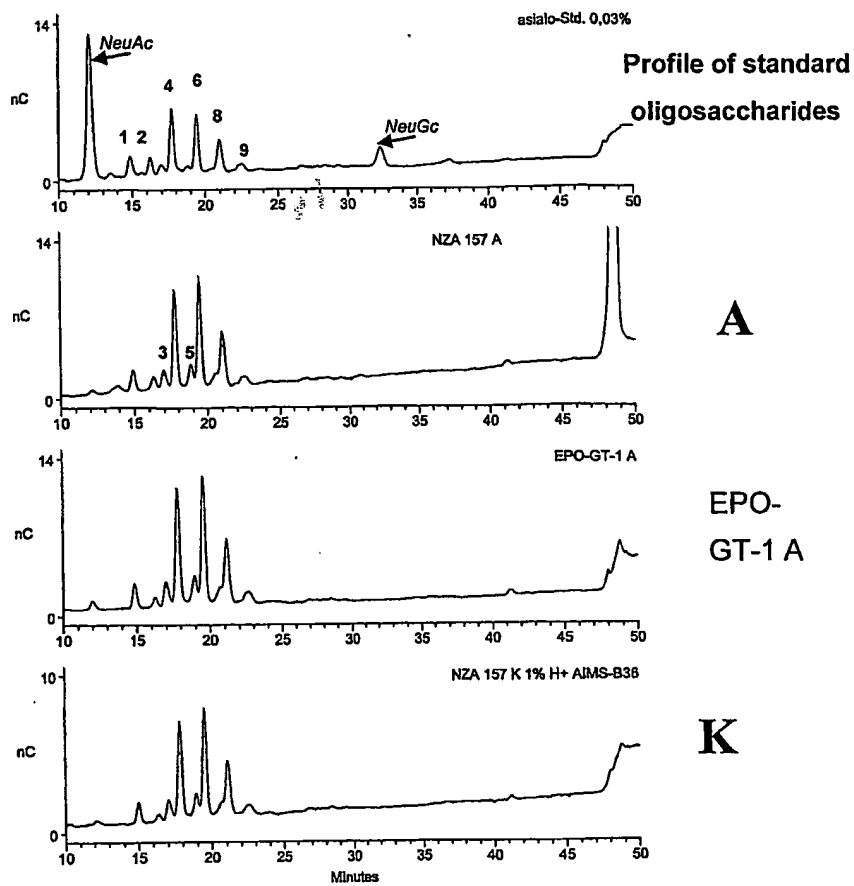 14
asialo-Std. 0,03%
NeuAc
Profile of standard
oligosaccharides
nC
1 2 4 6 8 9
NeuGc
0
10 15 20 25 30 35 40 45 50
14
NZA 157 A
nC
3 5
A
0
10 15 20 25 30 35 40 45 50
14
EPO-GT-1 A
nC
EPO-
GT-1 A
0
10 15 20 25 30 35 40 45 50
10
NZA 157 K 1% H+ AIMS-B36
nC
K
0
10 15 20 25 30 35 40 45 50
Minutes